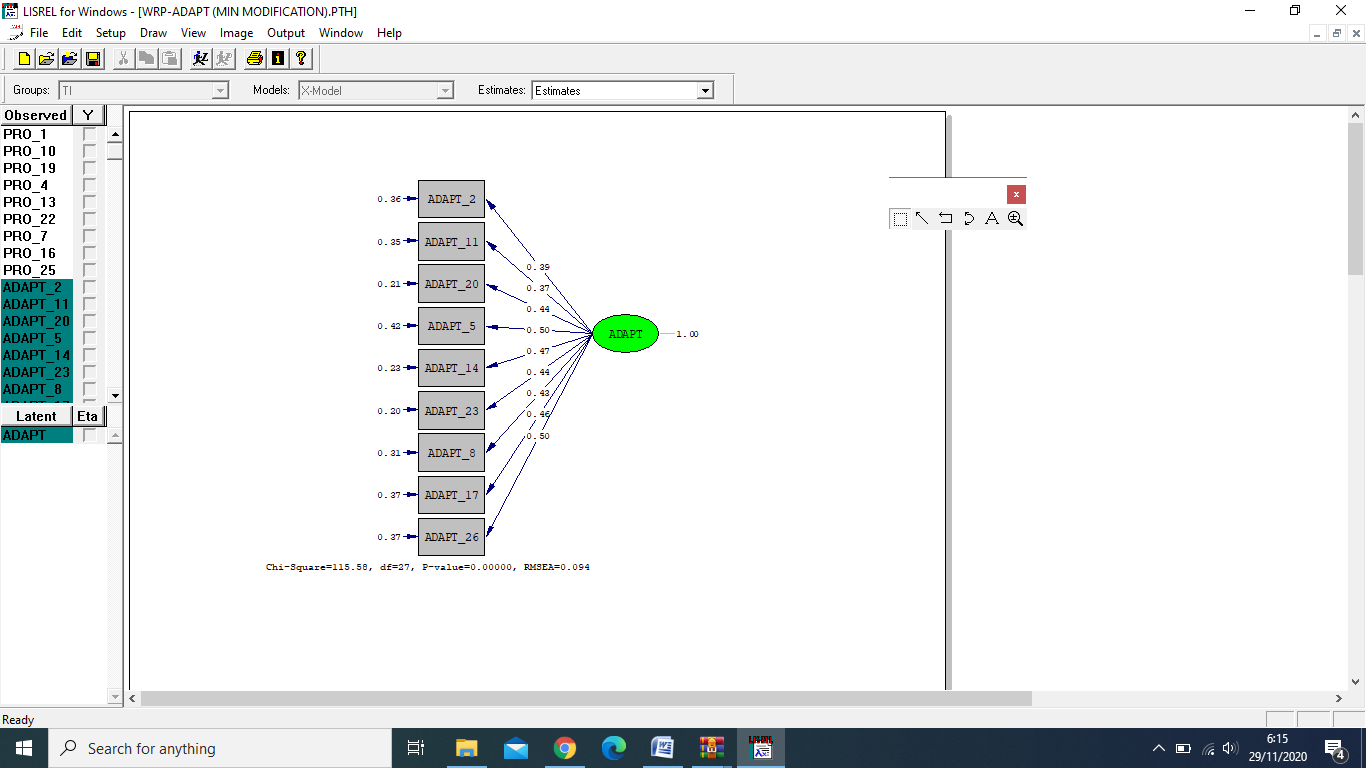 LISREL for Windows - [WRP-ADAPT (MIN MODIFICATION).PTH]
File Edit Setup Draw View Image Output Window Help
Groups: TI Models: X-Model Estimates: Estimates
Observed Y
PRO_1
PRO_10
PRO_19
PRO_4
PRO_13
PRO_22
PRO_7
PRO_16
PRO_25
ADAPT_2
ADAPT_11
ADAPT_20
ADAPT_5
ADAPT_14
ADAPT_23
ADAPT_8
Latent Eta
ADAPT
0.36 ADAPT_2
0.35 ADAPT_11
0.21 ADAPT_20
0.42 ADAPT_5
0.23 ADAPT_14
0.20 ADAPT_23
0.31 ADAPT_8
0.37 ADAPT_17
0.37 ADAPT_26
0.39
0.37
0.44
0.50
0.47
0.44
0.43
0.46
0.50
ADAPT 1.00
Chi-Square=115.58, df=27, P-value=0.00000, RMSEA=0.094
A
Ready
Search for anything
6:15
29/11/2020
4